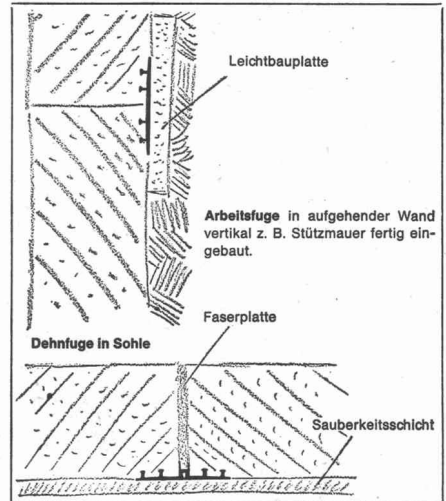 Leichtbauplatte
Arbeitsfuge in aufgehender Wand
vertikal z. B. Stützmauer fertig ein-
gebaut.
Faserplatte
Dehnfuge in Sohle
Sauberkeitsschicht